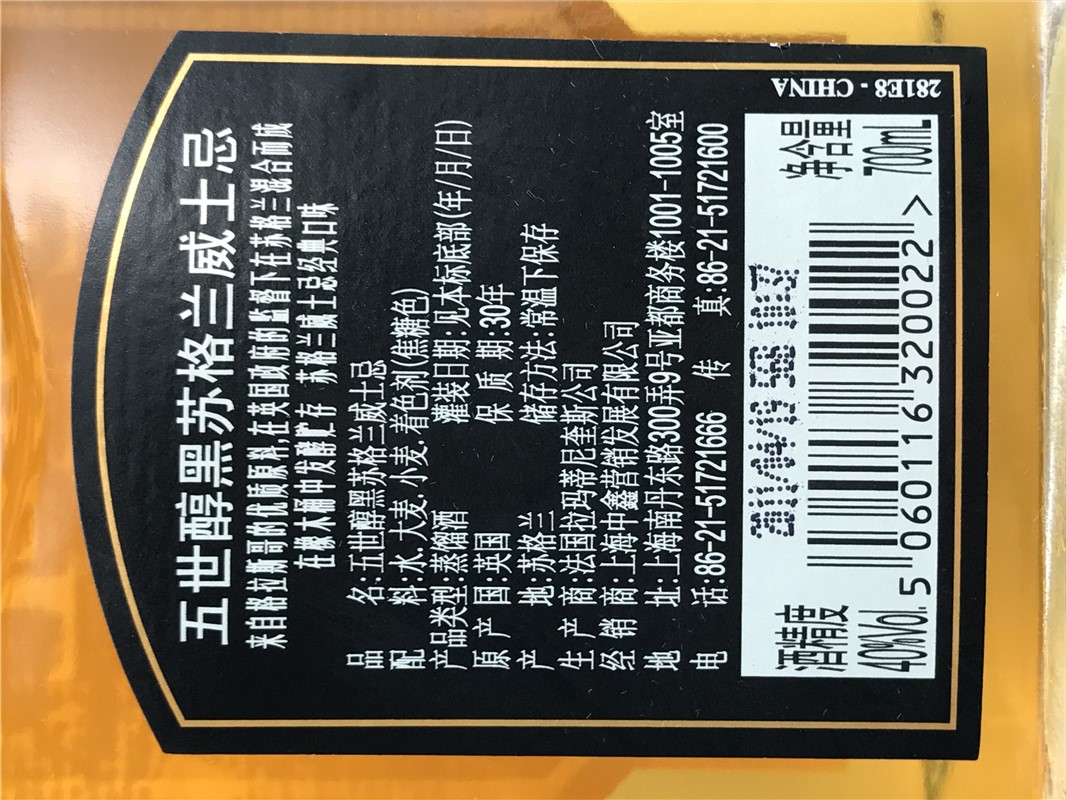 五世醇黑苏格兰威士忌
来自格拉斯哥的优质原料,在英国政府的监督下在苏格兰混合而成
在橡木桶中发酵贮存 苏格兰威士忌经典口味
品 名:五世醇黑苏格兰威士忌
配 料:水.大麦.小麦.着色剂(焦糖色)
产品类型:蒸馏酒 灌装日期:见本标底部(年/月/日)
原 产 国:英国 保 质 期:30年
产 地:苏格兰 储存方法:常温下保存
生 产 商:法国拉玛蒂尼奎斯公司
经 销 商:上海中鑫营销发展有限公司
地 址:上海南丹东路300弄9号亚都商务楼1001-1005室
电 话:86-21-51721666 传 真:86-21-51721600
酒精度
40%Vol.
净含量
700mL
5 060116 320022 >
281E8 - CHINA